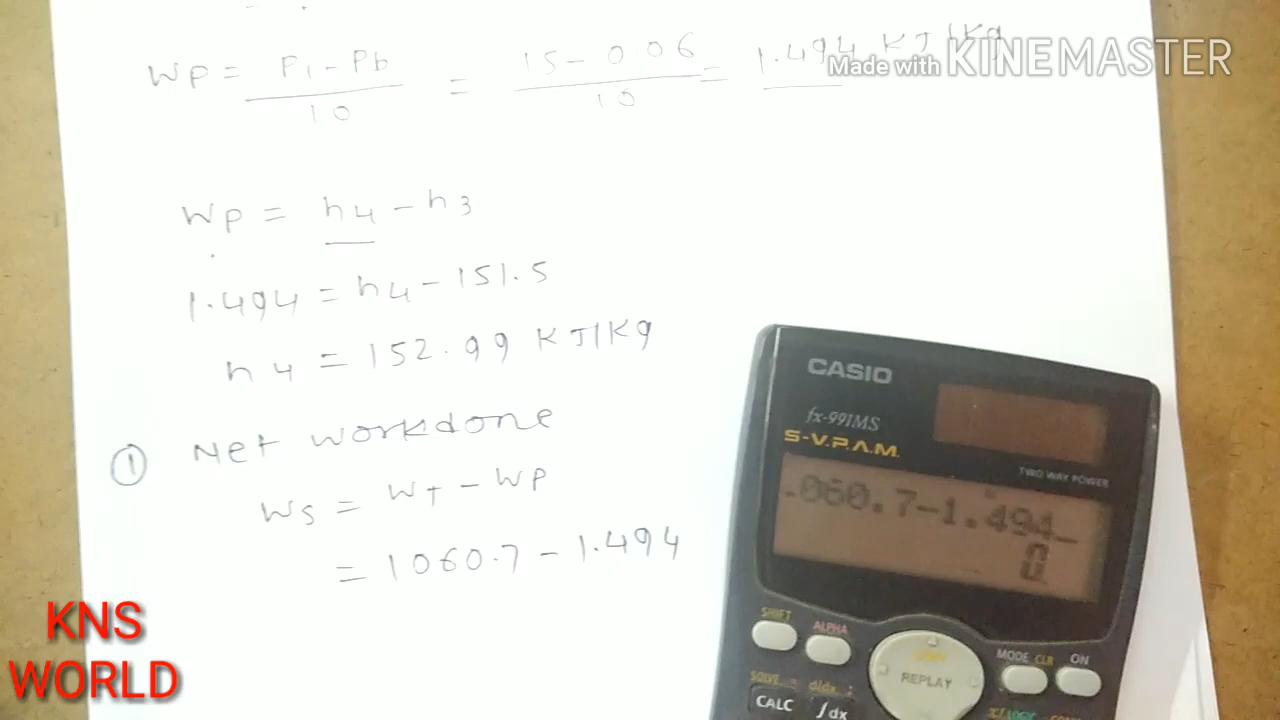 Wp = P1 - Pb / 10 = 15 - 0.06 / 10 = 1.494 KJ/Kg
Made with KINEMASTER
Wp = h4 - h3
1.494 = h4 - 151.5
h4 = 152.99 KJ/Kg
① Net workdone
Ws = WT - Wp
= 1060.7 - 1.494
CASIO
fx-991MS
S-V.P.A.M.
TWO WAY POWER
.060.7-1.494
0
SHIFT ALPHA MODE CLR ON
REPLAY
SOLVE = d/dx :
CALC ∫dx
KNS
WORLD